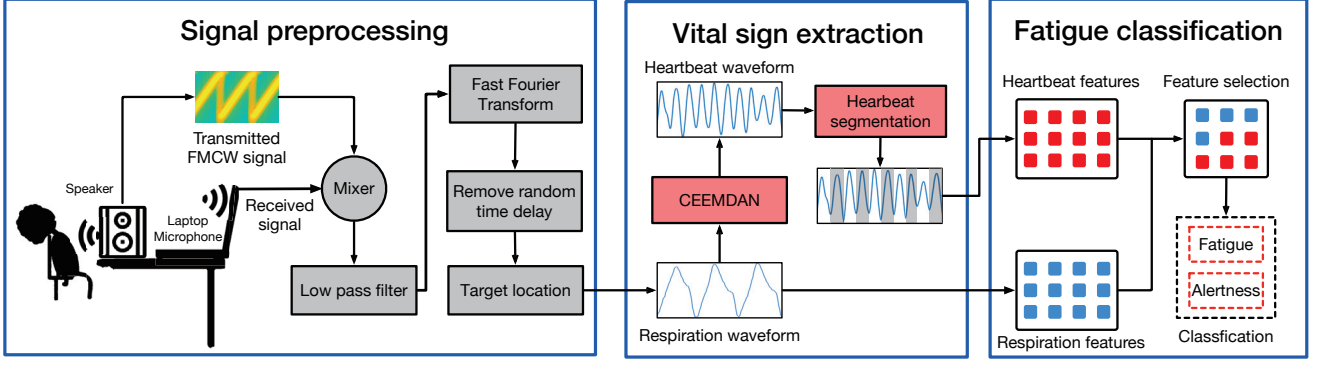 Signal preprocessing
Transmitted
FMCW signal
Speaker
Laptop
Microphone
Received
signal
Mixer
Low pass filter
Fast Fourier
Transform
Remove random
time delay
Target location
Vital sign extraction
Heartbeat waveform
Hearbeat
segmentation
CEEMDAN
Respiration waveform
Fatigue classification
Heartbeat features
Feature selection
Fatigue
Alertness
Respiration features
Classfication